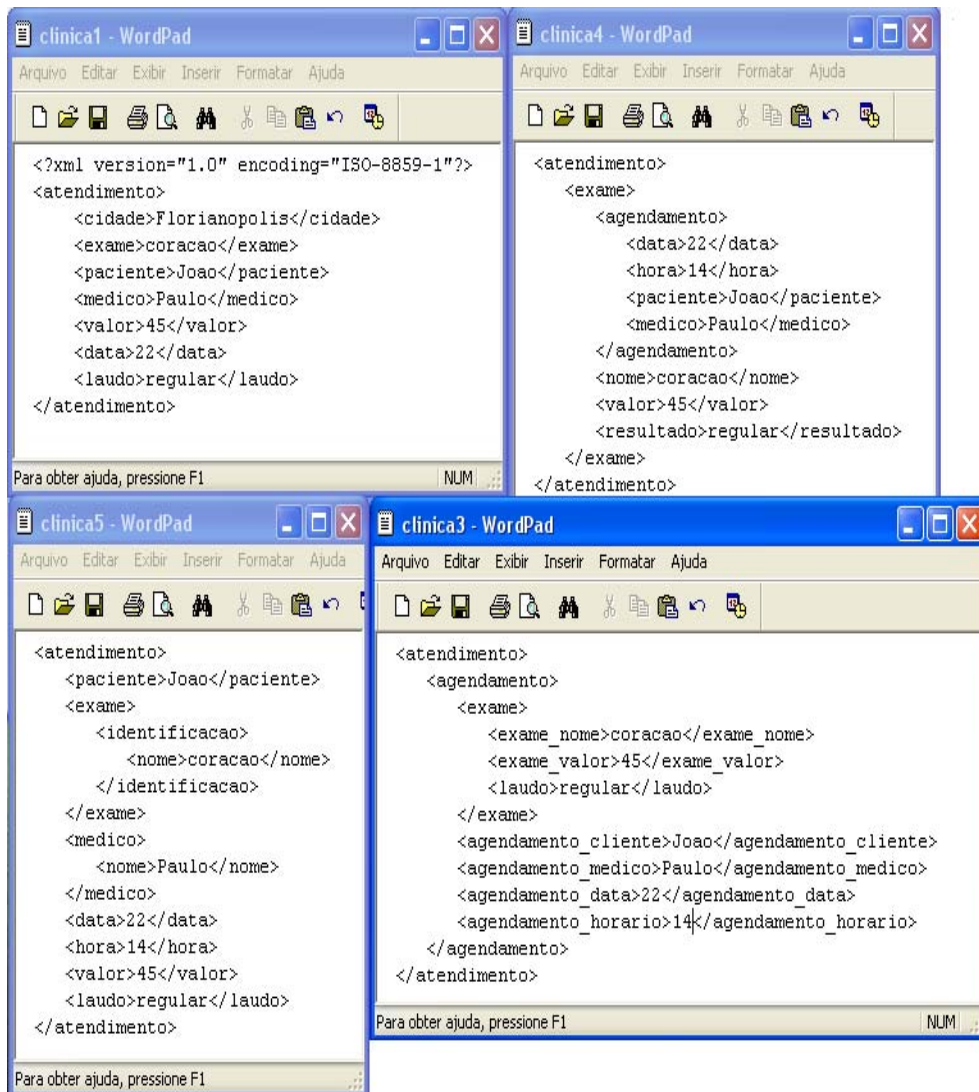 clinica1 - WordPad
Arquivo Editar Exibir Inserir Formatar Ajuda
<?xml version="1.0" encoding="ISO-8859-1"?>
<atendimento>
<cidade>Florianopolis</cidade>
<exame>coracao</exame>
<paciente>Joao</paciente>
<medico>Paulo</medico>
<valor>45</valor>
<data>22</data>
<laudo>regular</laudo>
</atendimento>
Para obter ajuda, pressione F1 NUM
clinica4 - WordPad
Arquivo Editar Exibir Inserir Formatar Ajuda
<atendimento>
<exame>
<agendamento>
<data>22</data>
<hora>14</hora>
<paciente>Joao</paciente>
<medico>Paulo</medico>
</agendamento>
<nome>coracao</nome>
<valor>45</valor>
<resultado>regular</resultado>
</exame>
</atendimento>
clinica5 - WordPad
Arquivo Editar Exibir Inserir Formatar Ajuda
<atendimento>
<paciente>Joao</paciente>
<exame>
<identificacao>
<nome>coracao</nome>
</identificacao>
</exame>
<medico>
<nome>Paulo</nome>
</medico>
<data>22</data>
<hora>14</hora>
<valor>45</valor>
<laudo>regular</laudo>
</atendimento>
Para obter ajuda, pressione F1
clinica3 - WordPad
Arquivo Editar Exibir Inserir Formatar Ajuda
<atendimento>
<agendamento>
<exame>
<exame_nome>coracao</exame_nome>
<exame_valor>45</exame_valor>
<laudo>regular</laudo>
</exame>
<agendamento_cliente>Joao</agendamento_cliente>
<agendamento_medico>Paulo</agendamento_medico>
<agendamento_data>22</agendamento_data>
<agendamento_horario>14</agendamento_horario>
</agendamento>
</atendimento>
Para obter ajuda, pressione F1 NUM